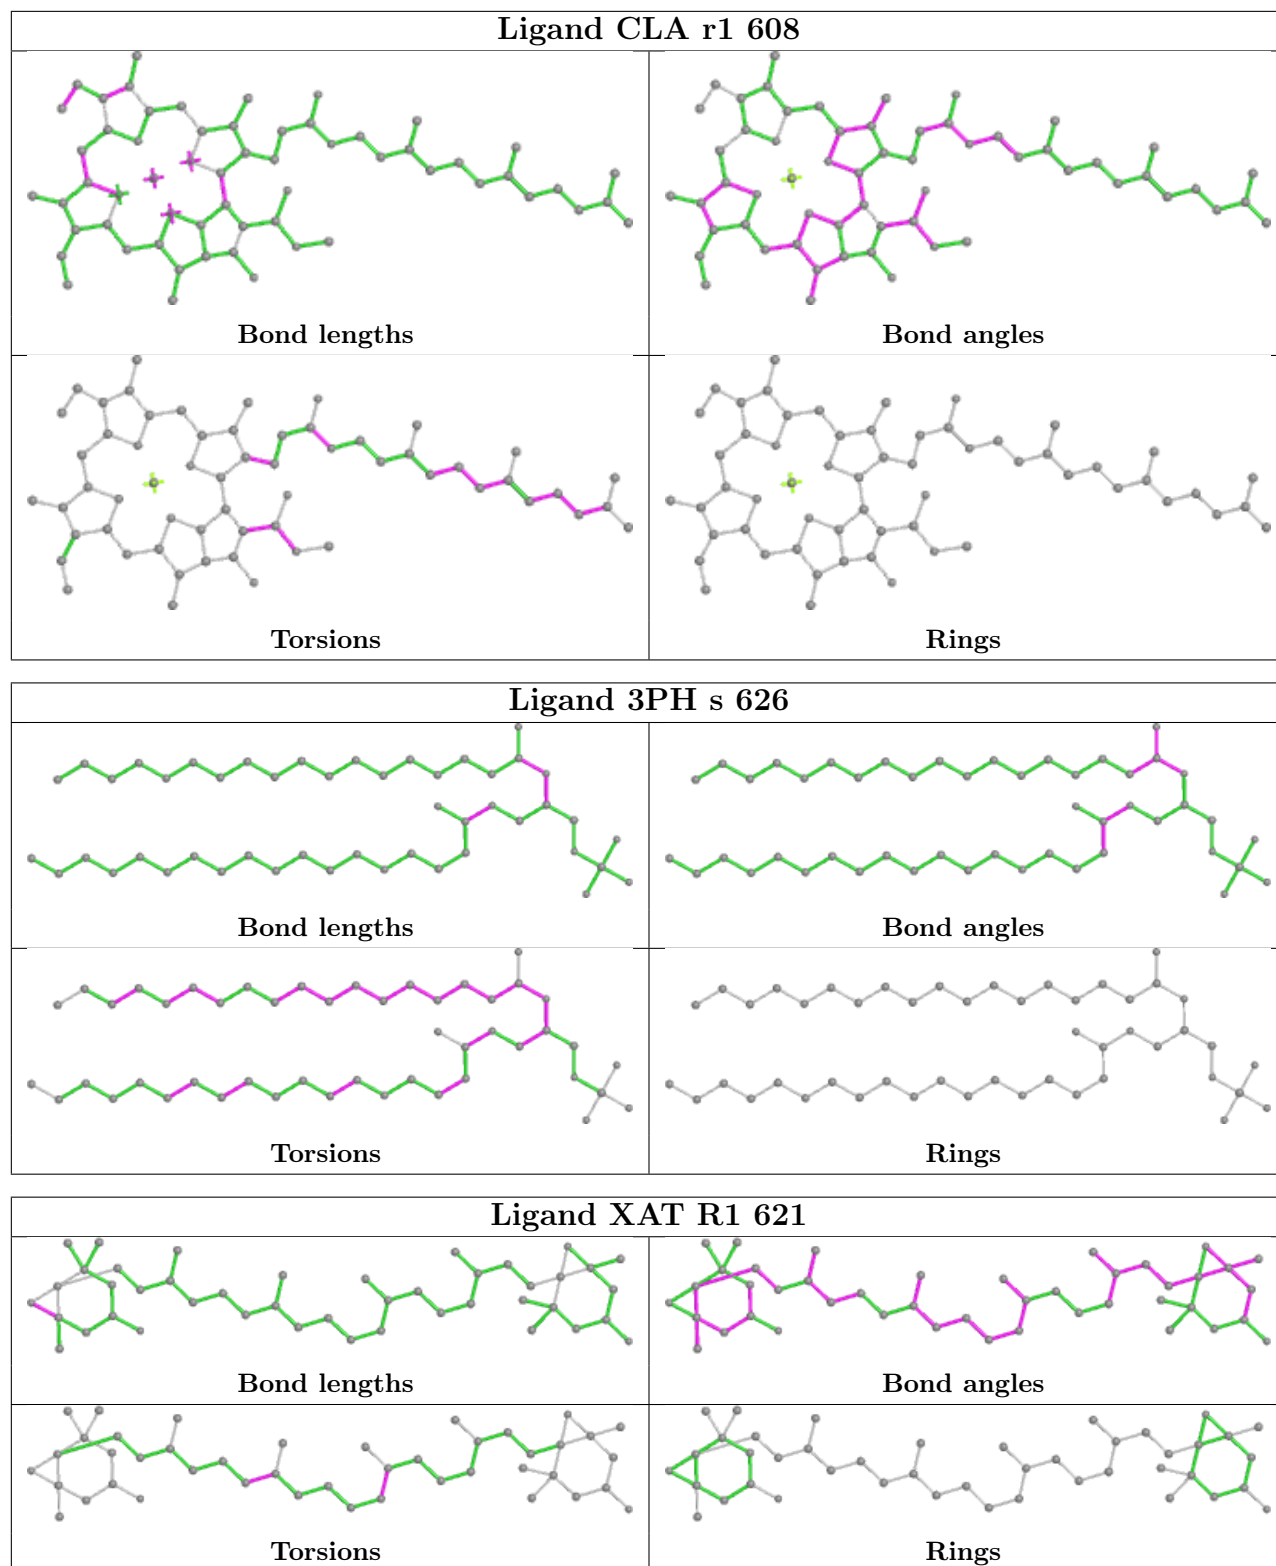 Ligand CLA r1 608
Bond lengths
Bond angles
Torsions
Rings
Ligand 3PH s 626
Bond lengths
Bond angles
Torsions
Rings
Ligand XAT R1 621
Bond lengths
Bond angles
Torsions
Rings